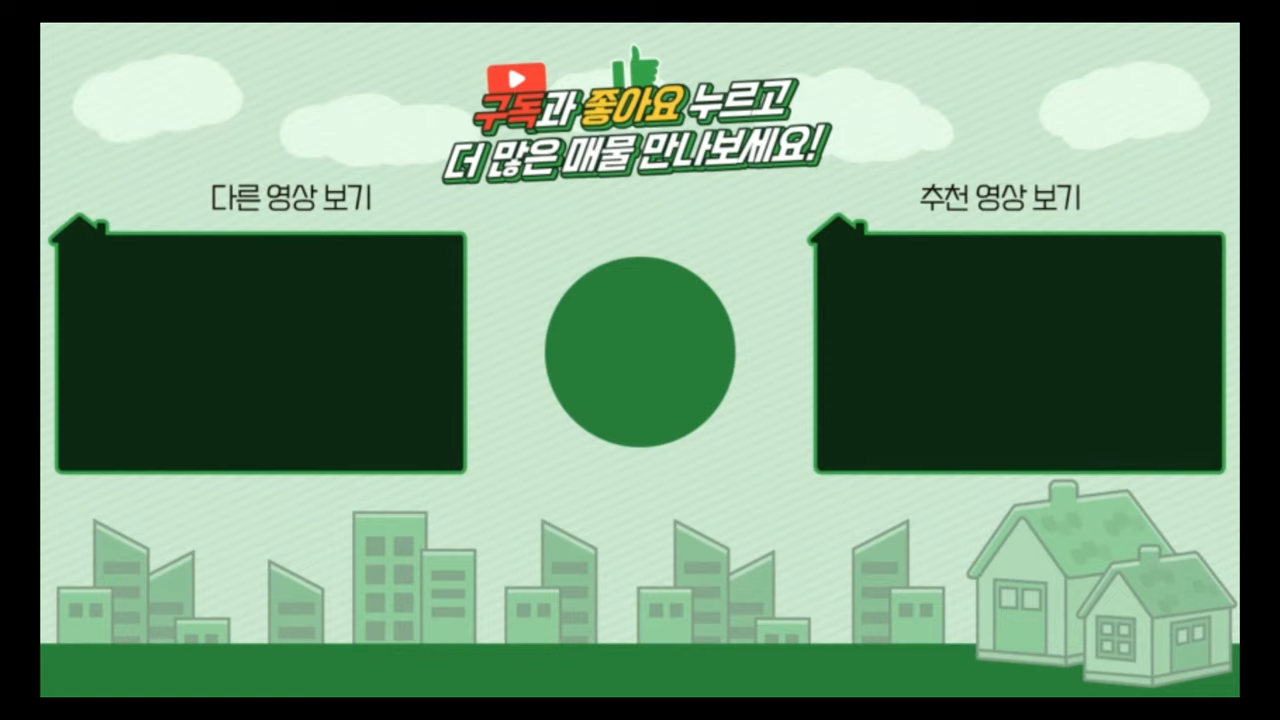 구독과 좋아요 누르고
더 많은 매물 만나보세요!
다른 영상 보기
추천 영상 보기